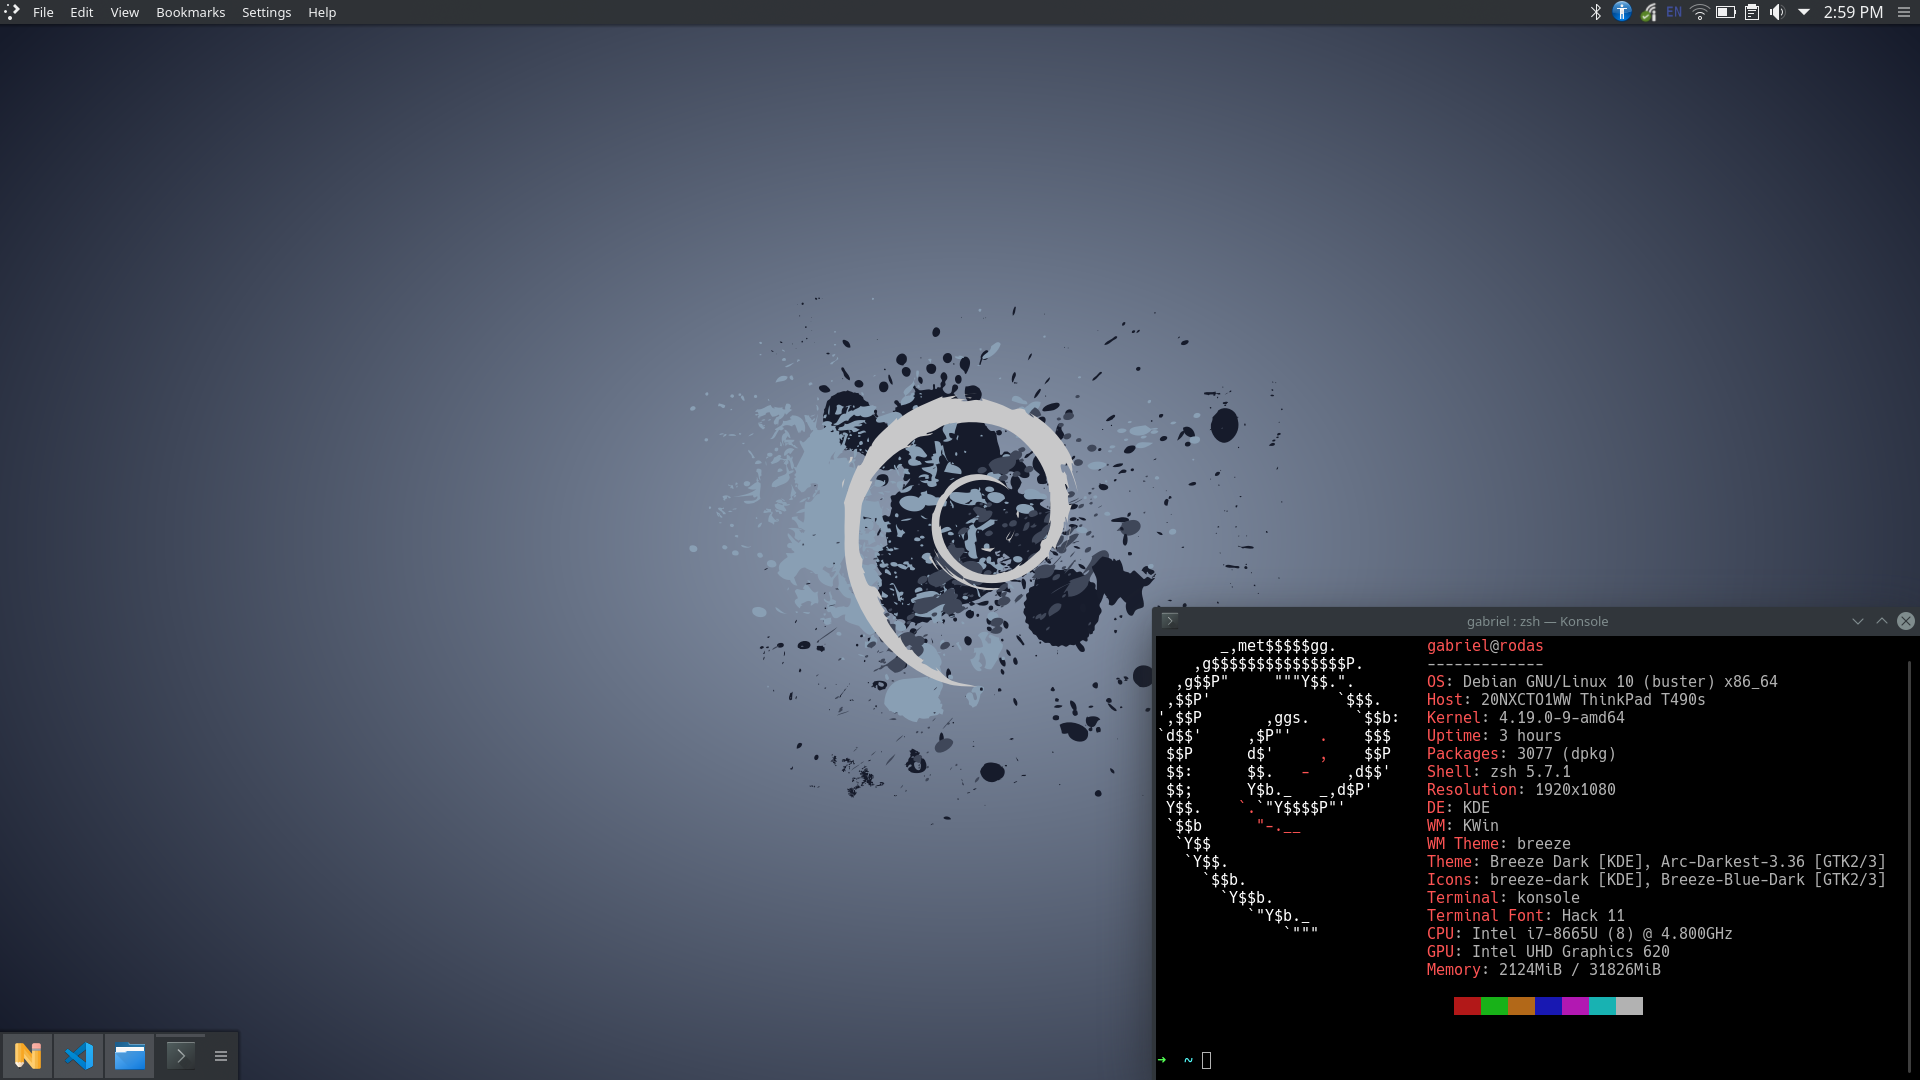 File Edit View Bookmarks Settings Help
EN 2:59 PM
gabriel : zsh — Konsole
_,met$$$$$gg.
,g$$$$$$$$$$$$$$$P.
,g$$P"     """Y$$.".
,$$P'              `$$$.
',$$P       ,ggs.     `$$b:
`d$$'     ,$P"'   .    $$$
$$P      d$'     ,    $$P
$$:      $$.   -    ,d$$'
$$;      Y$b._   _,d$P'
Y$$.    `.`"Y$$$$P"'
`$$b      "-.__
`Y$$
`Y$$.
`$$b.
`Y$$b.
`"Y$b._
`"""
gabriel@rodas
-------------
OS: Debian GNU/Linux 10 (buster) x86_64
Host: 20NXCTO1WW ThinkPad T490s
Kernel: 4.19.0-9-amd64
Uptime: 3 hours
Packages: 3077 (dpkg)
Shell: zsh 5.7.1
Resolution: 1920x1080
DE: KDE
WM: KWin
WM Theme: breeze
Theme: Breeze Dark [KDE], Arc-Darkest-3.36 [GTK2/3]
Icons: breeze-dark [KDE], Breeze-Blue-Dark [GTK2/3]
Terminal: konsole
Terminal Font: Hack 11
CPU: Intel i7-8665U (8) @ 4.800GHz
GPU: Intel UHD Graphics 620
Memory: 2124MiB / 31826MiB
➜ ~